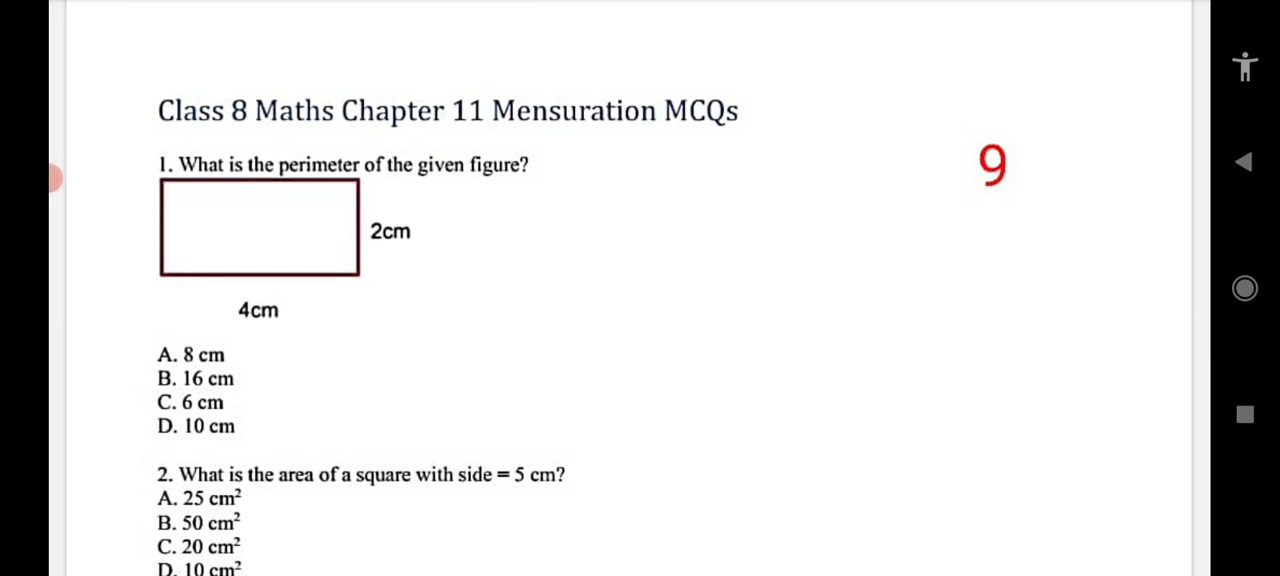 Class 8 Maths Chapter 11 Mensuration MCQs
9
1. What is the perimeter of the given figure?
2cm
4cm
A. 8 cm
B. 16 cm
C. 6 cm
D. 10 cm
2. What is the area of a square with side = 5 cm?
A. 25 cm²
B. 50 cm²
C. 20 cm²
D. 10 cm²